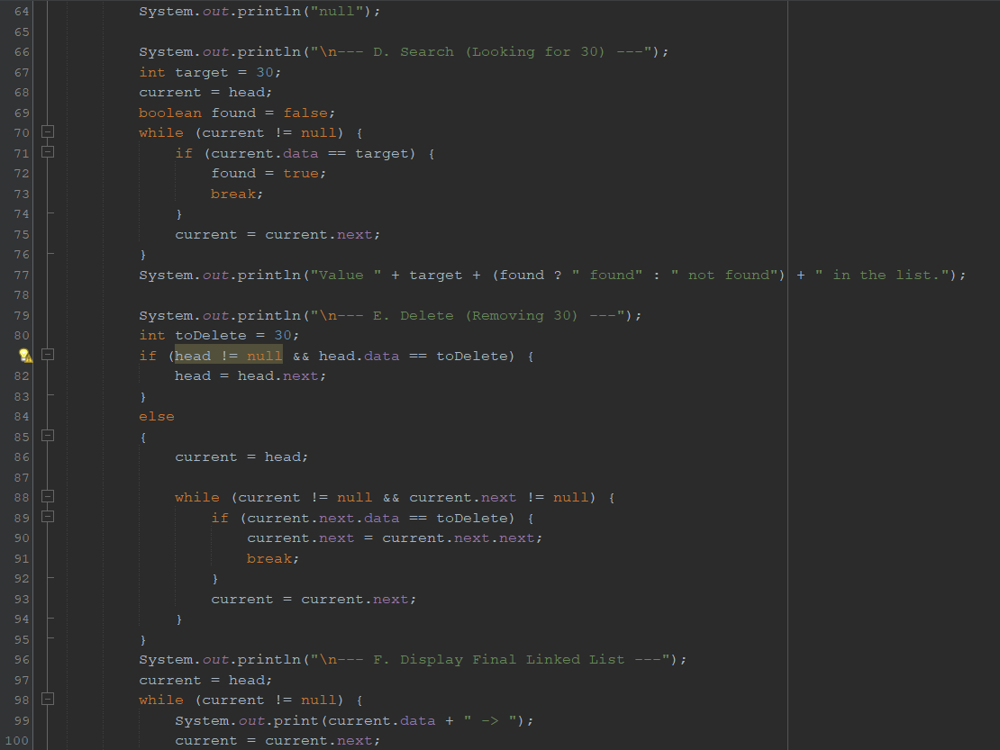 64 System.out.println("null");
65
66 System.out.println("\n--- D. Search (Looking for 30) ---");
67 int target = 30;
68 current = head;
69 boolean found = false;
70 while (current != null) {
71 if (current.data == target) {
72 found = true;
73 break;
74 }
75 current = current.next;
76 }
77 System.out.println("Value " + target + (found ? " found" : " not found") + " in the list.");
78
79 System.out.println("\n--- E. Delete (Removing 30) ---");
80 int toDelete = 30;
if (head != null && head.data == toDelete) {
82 head = head.next;
83 }
84 else
85 {
86 current = head;
87
88 while (current != null && current.next != null) {
89 if (current.next.data == toDelete) {
90 current.next = current.next.next;
91 break;
92 }
93 current = current.next;
94 }
95 }
96 System.out.println("\n--- F. Display Final Linked List ---");
97 current = head;
98 while (current != null) {
99 System.out.print(current.data + " -> ");
100 current = current.next;